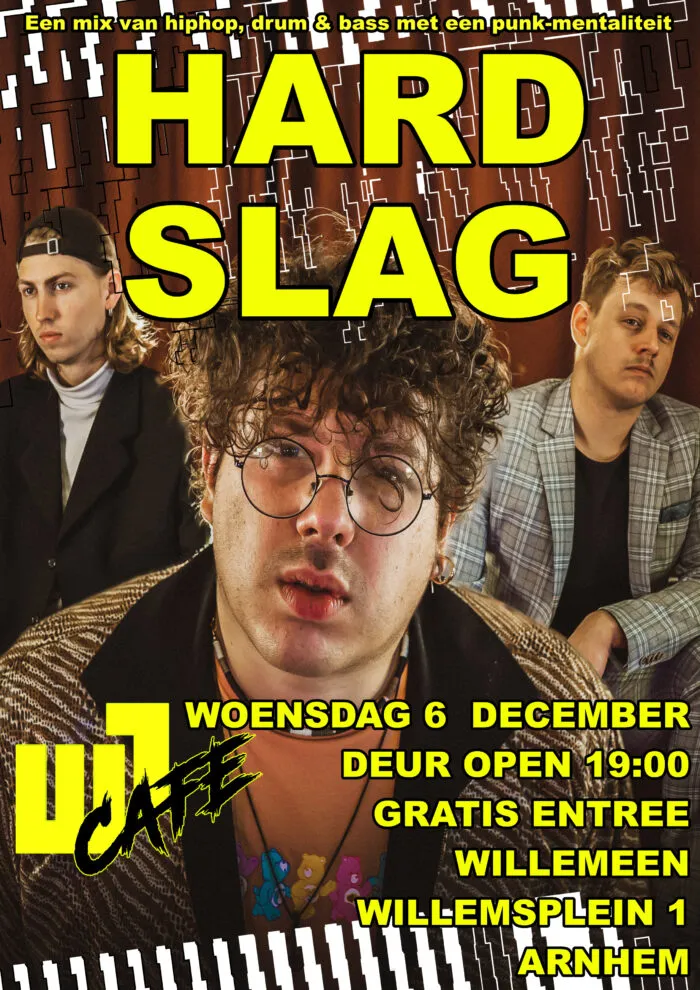 Een mix van hiphop, drum & bass met een punk-mentaliteit
HARD
SLAG
W1
CAFE
WOENSDAG 6 DECEMBER
DEUR OPEN 19:00
GRATIS ENTREE
WILLEMEEN
WILLEMSPLEIN 1
ARNHEM